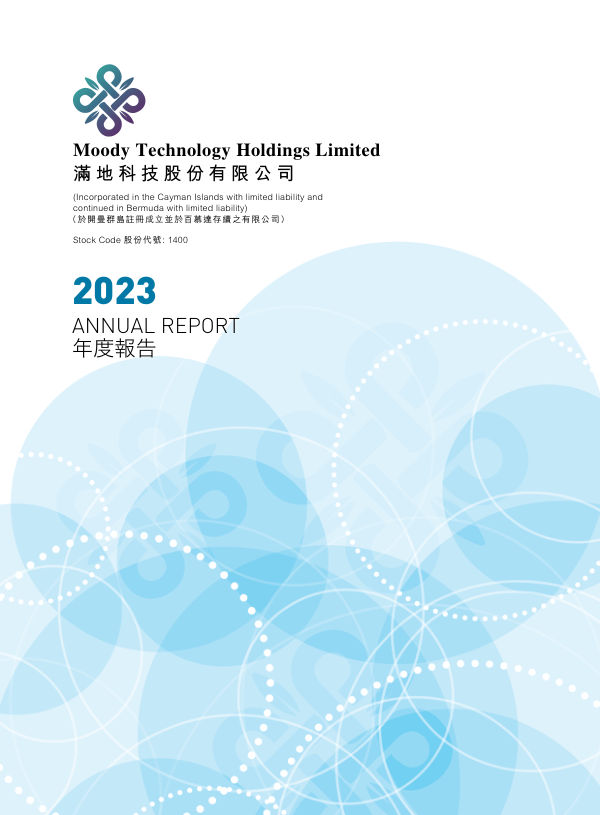 Moody Technology Holdings Limited
滿地科技股份有限公司
(Incorporated in the Cayman Islands with limited liability and
continued in Bermuda with limited liability)
(於開曼群島註冊成立並於百慕達存續之有限公司)
Stock Code 股份代號: 1400
2023
ANNUAL REPORT
年度報告